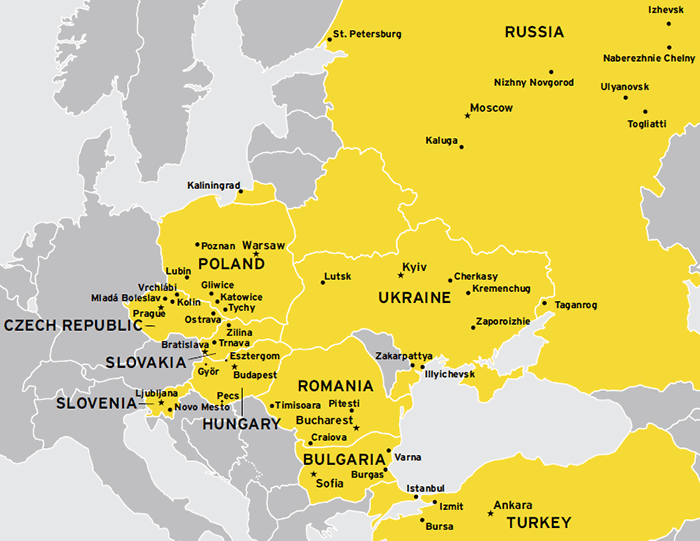 Izhevsk
St. Petersburg
RUSSIA
Naberezhnie Chelny
Nizhny Novgorod
Ulyanovsk
Moscow
Togliatti
Kaluga
Kaliningrad
Poznan
Warsaw
POLAND
Kyiv
Lubin
Lutsk
Cherkasy
Vrchlábi
Gliwice
Kremenchug
Mladá Boleslav
Kolin
Katowice
UKRAINE
Taganrog
Prague
Tychy
CZECH REPUBLIC
Ostrava
Zaporoizhie
Zilina
Bratislava
Trnava
SLOVAKIA
Esztergom
Zakarpattya
Györ
Budapest
Illyichevsk
ROMANIA
Ljubljana
Pecs
SLOVENIA
Novo Mesto
Timisoara
Pitesti
HUNGARY
Bucharest
Craiova
BULGARIA
Varna
Burgas
Sofia
Istanbul
Izmit
Ankara
Bursa
TURKEY